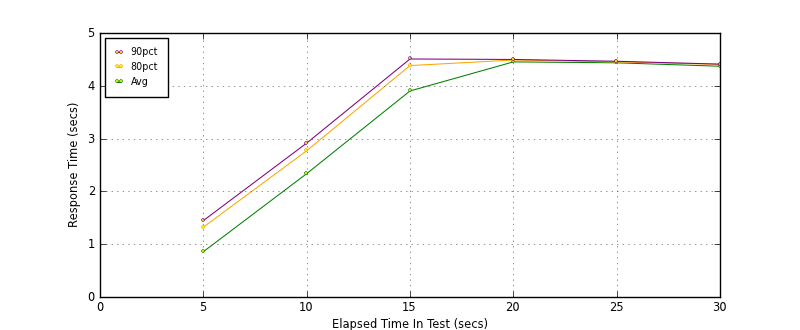 5
90pct
80pct
Avg
4
3
2
1
0
Response Time (secs)
0 5 10 15 20 25 30
Elapsed Time In Test (secs)